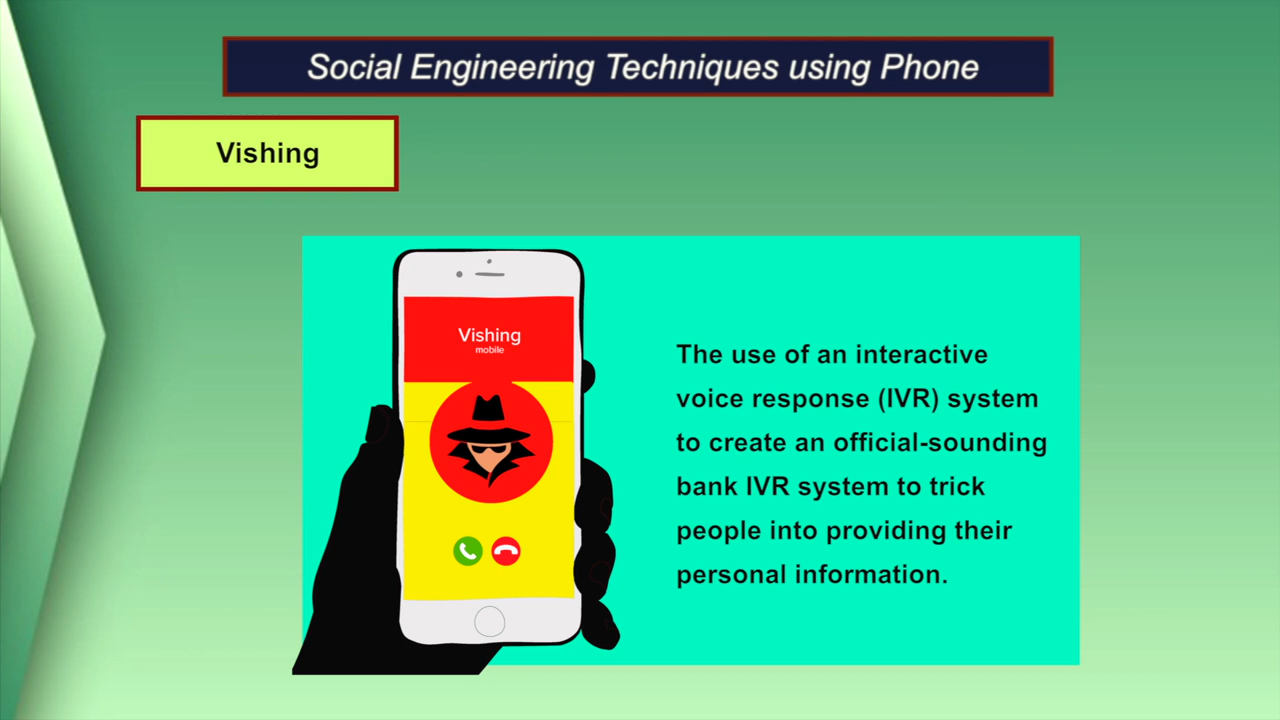 Social Engineering Techniques using Phone
Vishing
Vishing
mobile
The use of an interactive
voice response (IVR) system
to create an official-sounding
bank IVR system to trick
people into providing their
personal information.